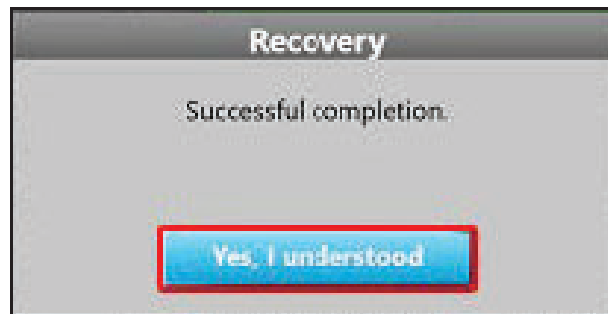 Recovery
Successful completion.
Yes, I understood